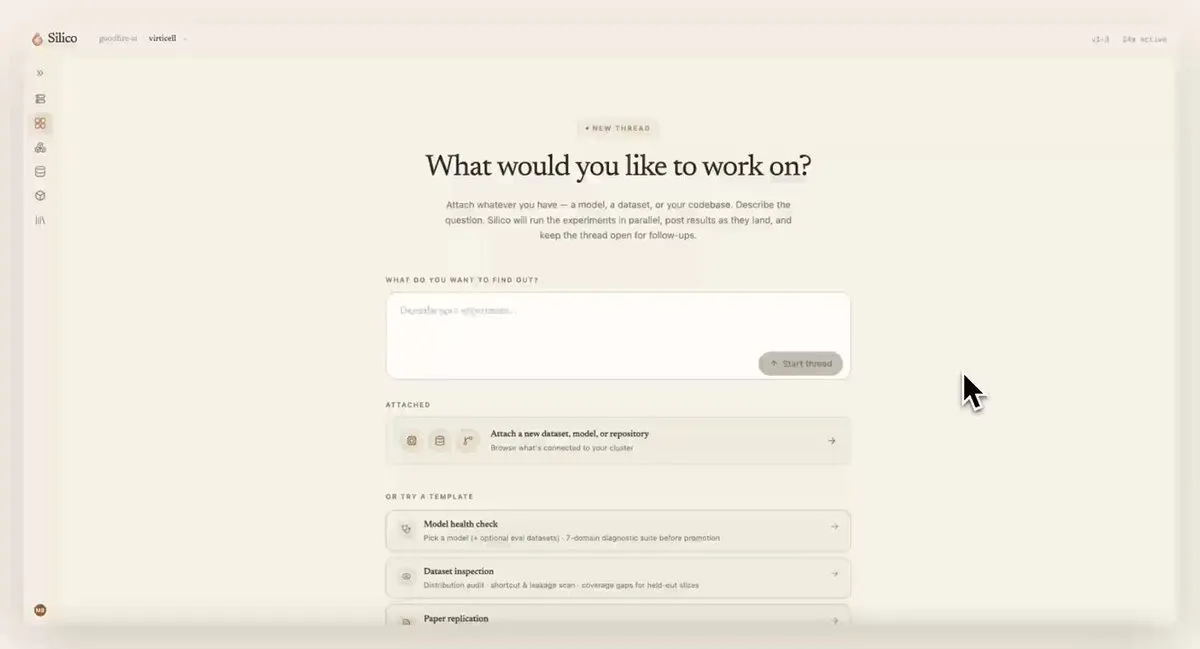 Silico
goodfire-ai virticell
NEW THREAD
What would you like to work on?
Attach whatever you have — a model, a dataset, or your codebase. Describe the
question. Silico will run the experiments in parallel, post results as they land, and
keep the thread open for follow-ups.
WHAT DO YOU WANT TO FIND OUT?
Start thread
ATTACHED
Attach a new dataset, model, or repository
Browse what's connected to your cluster
OR TRY A TEMPLATE
Model health check
Pick a model (+ optional eval datasets) · 7-domain diagnostic suite before promotion
Dataset inspection
Distribution audit · shortcut & leakage scan · coverage gaps for held-out slices
Paper replication